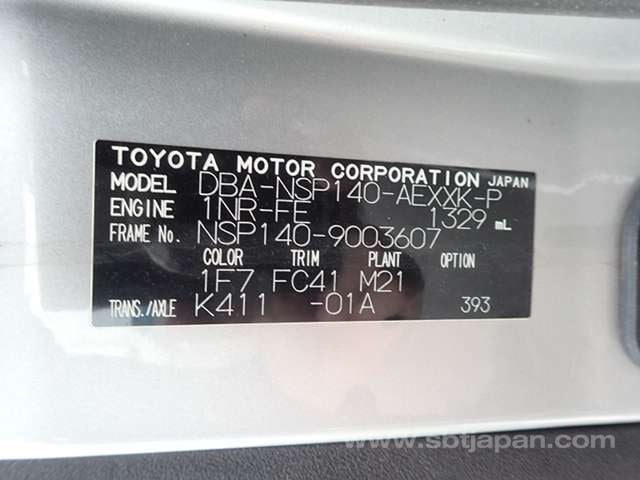 TOYOTA MOTOR CORPORATION JAPAN
MODEL DBA-NSP140-AEXXK-P
ENGINE 1NR-FE 1329 mL
FRAME No. NSP140-9003607
COLOR TRIM PLANT OPTION
1F7 FC41 M21
TRANS./AXLE K411 -01A 393
www.sbtjapan.com